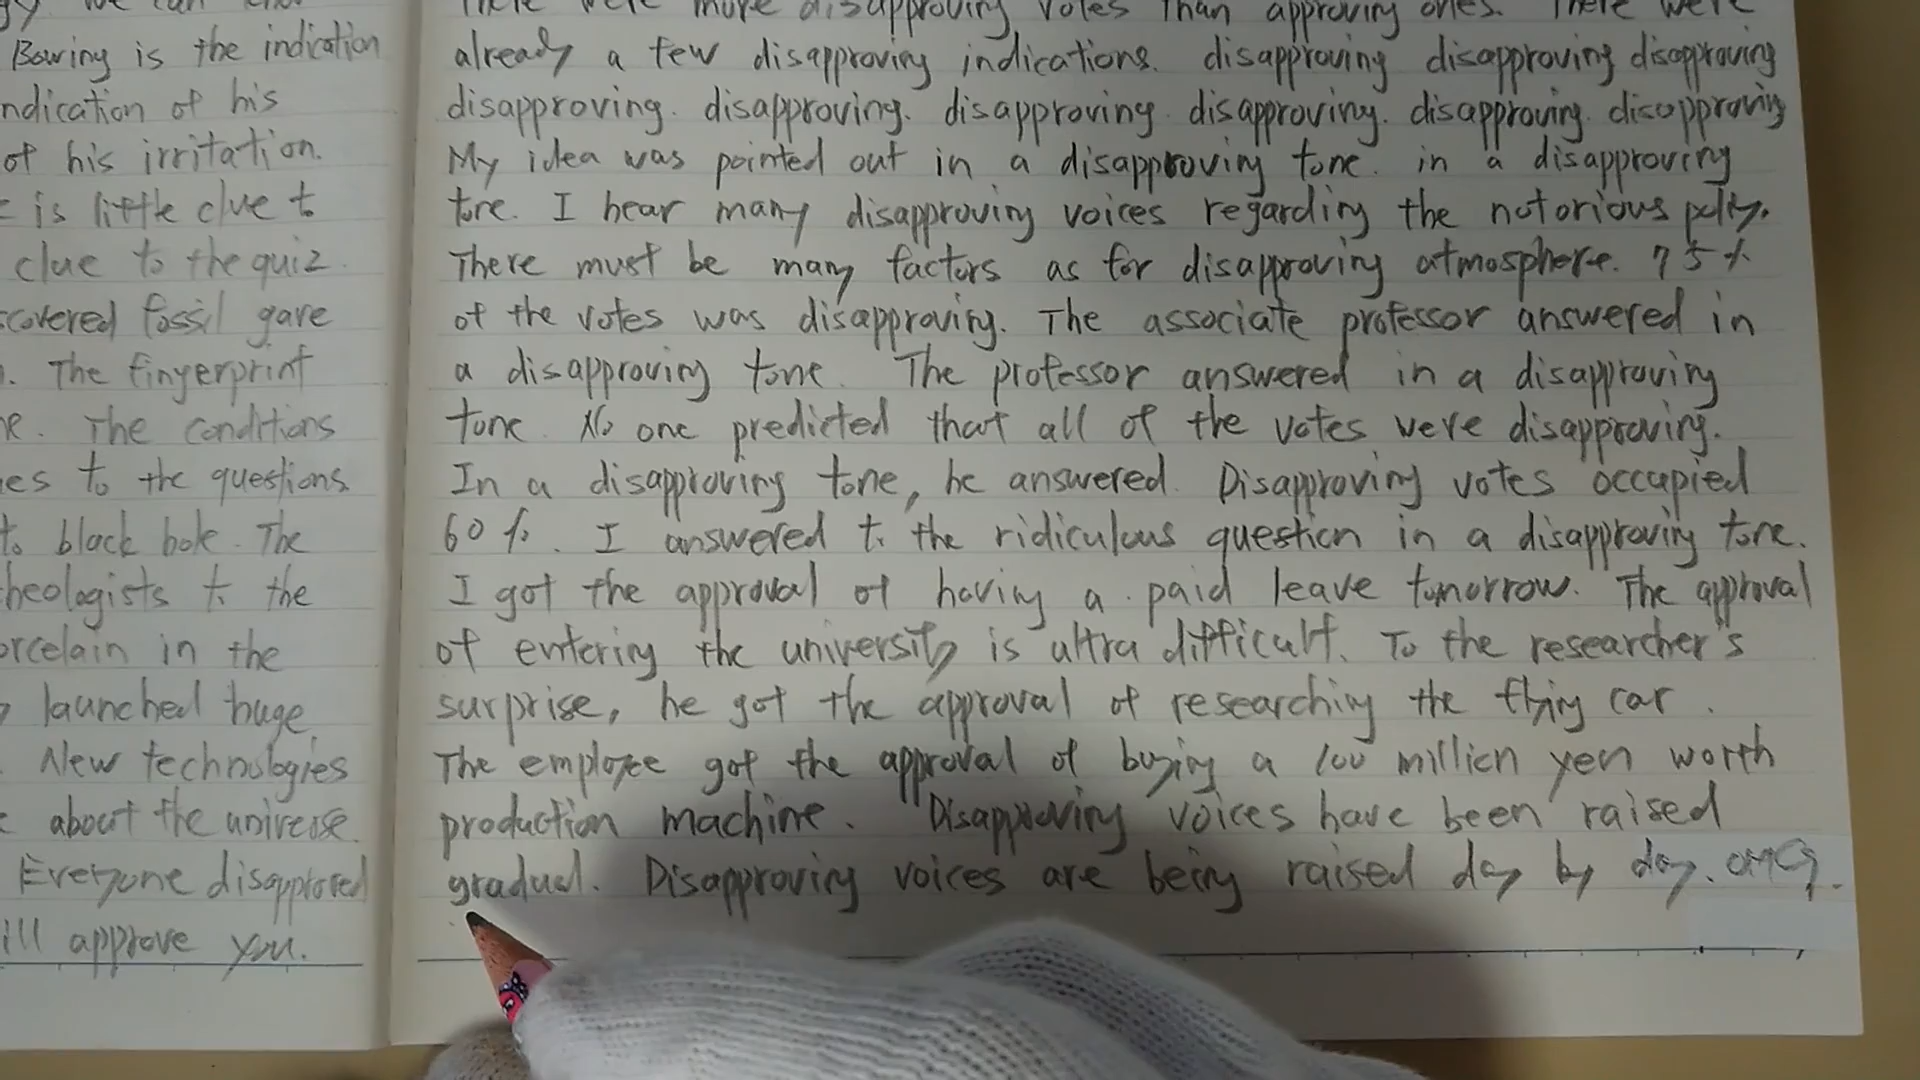 Bowing is the indication
ndication of his
of his irritation.
is little clue to
clue to the quiz.
scovered fossil gave
. The fingerprint
The conditions
es to the questions.
to black hole. The
heologists to the
orcelain in the
launched huge
New technologies
about the universe.
Everyone disapproved
ill approve you.
There were more disapproving votes than approving ones. There were
already a few disapproving indications. disapproving disapproving disapproving
disapproving. disapproving. disapproving. disapproving. disapproving. disapproving
My idea was pointed out in a disapproving tone. in a disapproving
tone. I hear many disapproving voices regarding the notorious
There must be many factors as for disapproving atmosphere. 75%
of the votes was disapproving. The associate professor answered in
a disapproving tone. The professor answered in a disapproving
tone. No one predicted that all of the votes were disapproving.
In a disapproving tone, he answered. Disapproving votes occupied
60%. I answered to the ridiculous question in a disapproving tone.
I got the approval of having a paid leave tomorrow. The approval
of entering the university is ultra difficult. To the researcher's
surprise, he got the approval of researching the flying car.
The employee got the approval of buying a 100 million yen worth
production machine. Disapproving voices have been raised
gradual. Disapproving voices are being raised day by day. OMG.